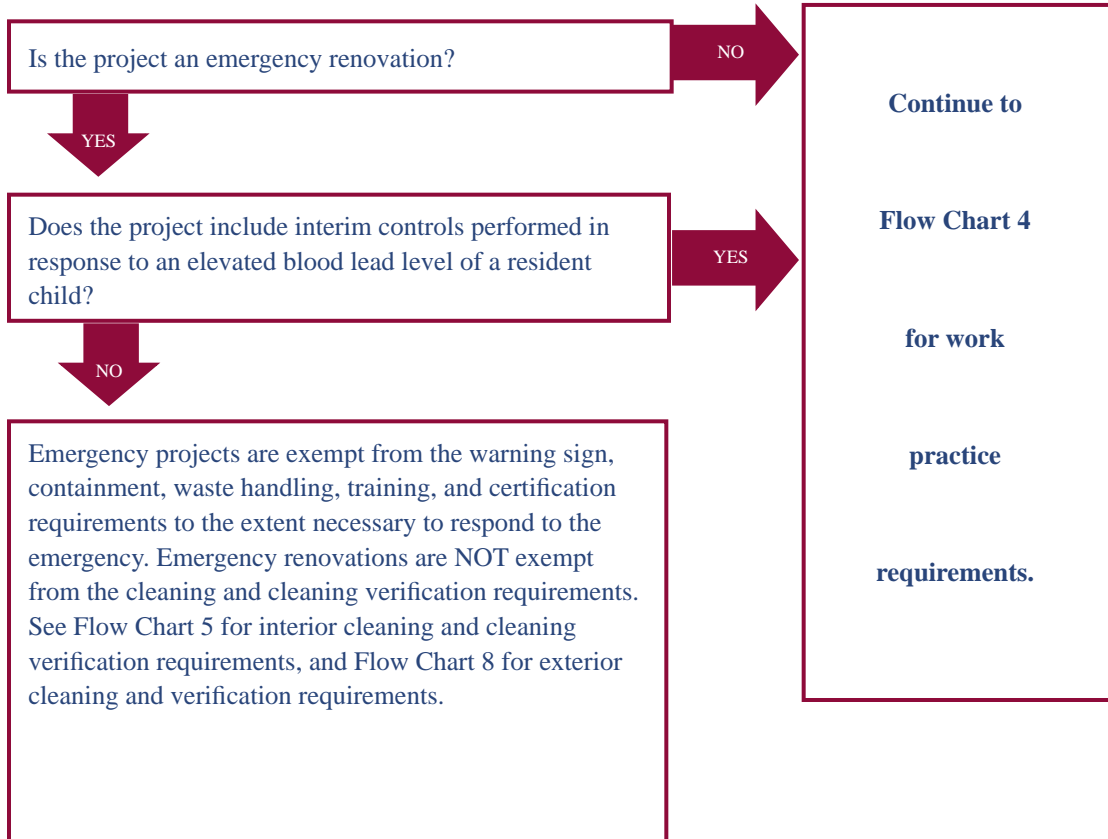 Is the project an emergency renovation?
NO
YES
Does the project include interim controls performed in
response to an elevated blood lead level of a resident
child?
YES
NO
Emergency projects are exempt from the warning sign,
containment, waste handling, training, and certification
requirements to the extent necessary to respond to the
emergency. Emergency renovations are NOT exempt
from the cleaning and cleaning verification requirements.
See Flow Chart 5 for interior cleaning and cleaning
verification requirements, and Flow Chart 8 for exterior
cleaning and verification requirements.
Continue to
Flow Chart 4
for work
practice
requirements.